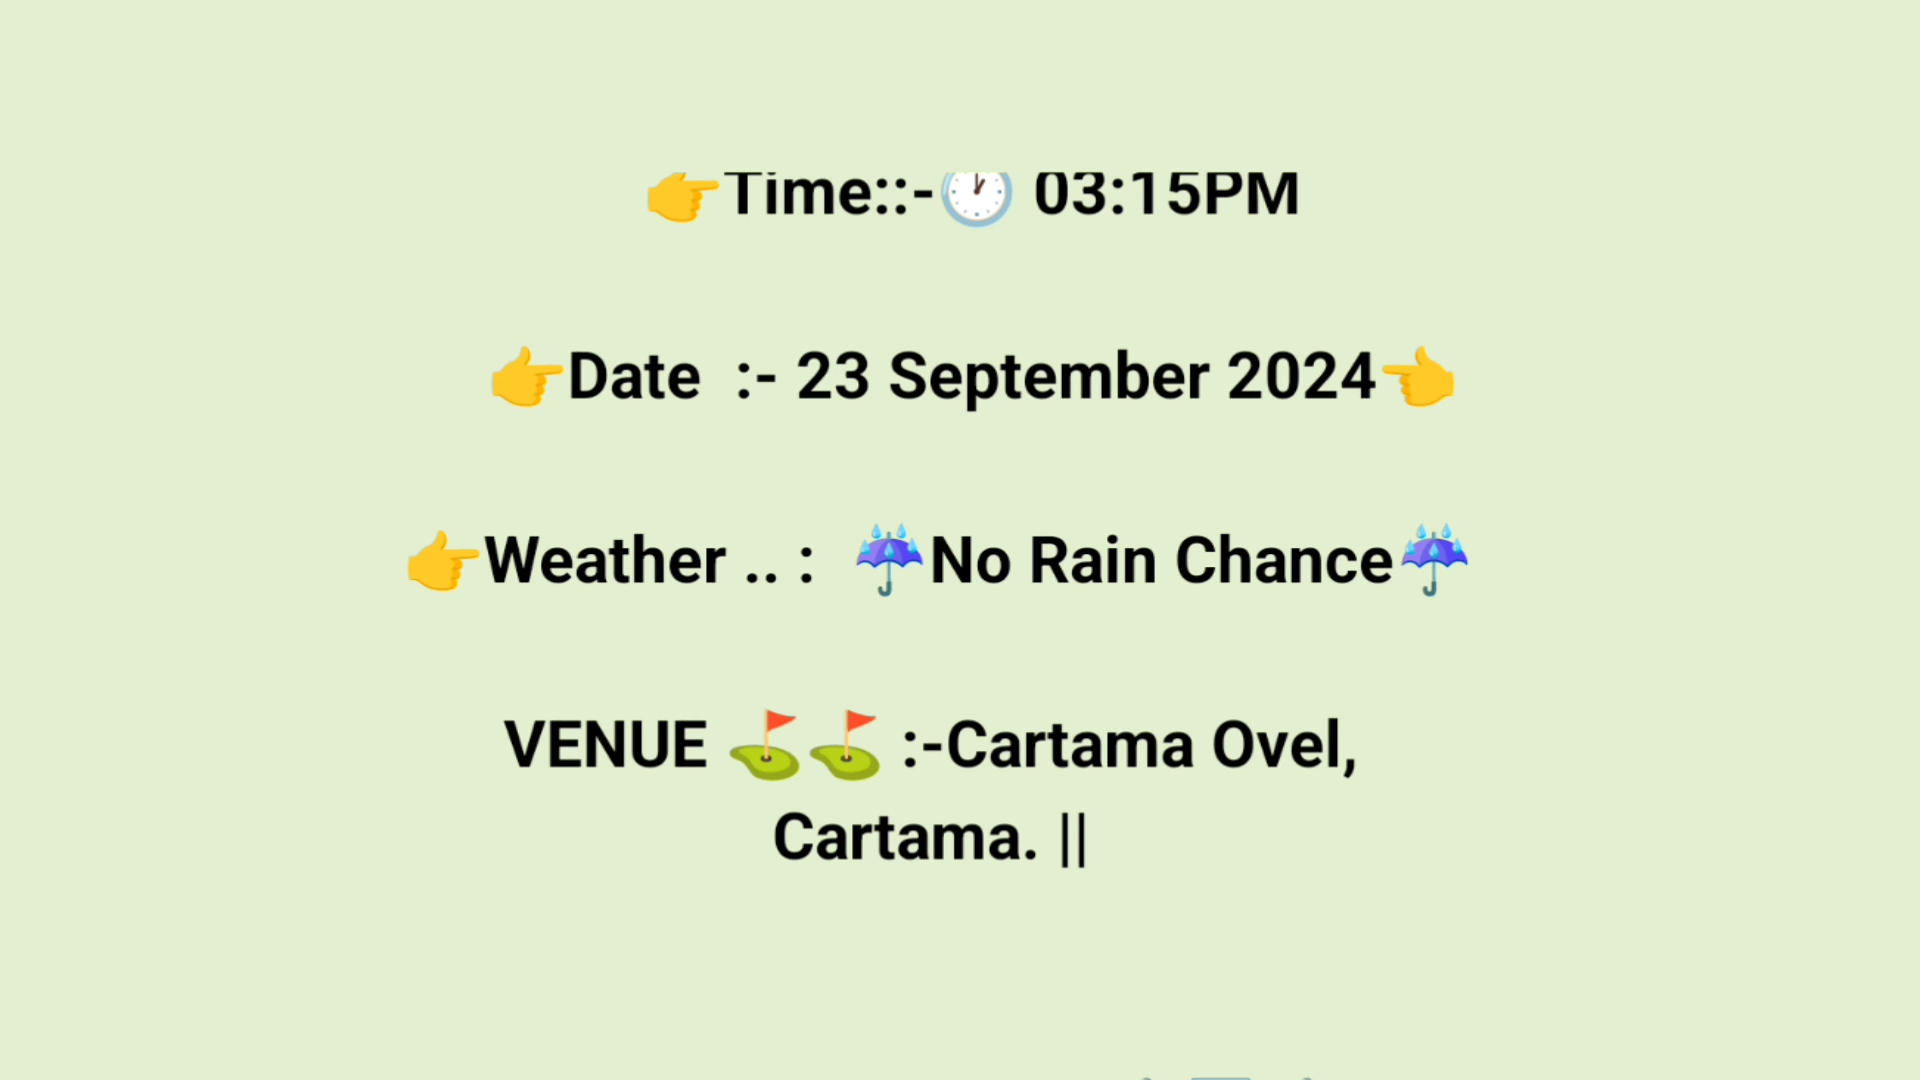 👉Time::-🕐 03:15PM
👉Date :- 23 September 2024👈
👉Weather .. : ☔No Rain Chance☔
VENUE ⛳⛳ :-Cartama Ovel,
Cartama. ||